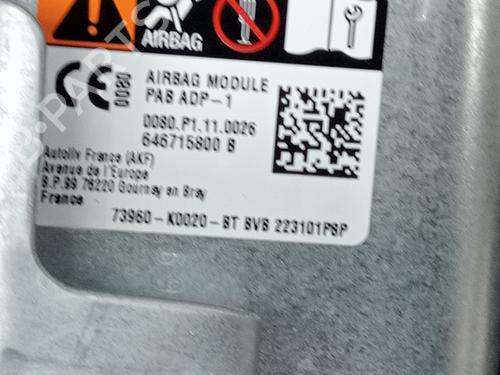 AIRBAG
CE 0080
AIRBAG MODULE
PAB ADP-1
0080.P1.11.0026
646715800 B
Autoliv France (AKF)
Avenue de l'Europe
B.P.99 76220 Gournay en Bray
France
73960-K0020-BT BVB 223101P8P